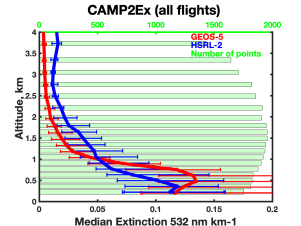 CAMP2Ex (all flights)
0 500 1000 1500 2000
GEOS-5
HSRL-2
Number of points
4
3.5
3
2.5
2
1.5
1
0.5
0
Altitude, km
0 0.05 0.1 0.15 0.2
Median Extinction 532 nm km-1